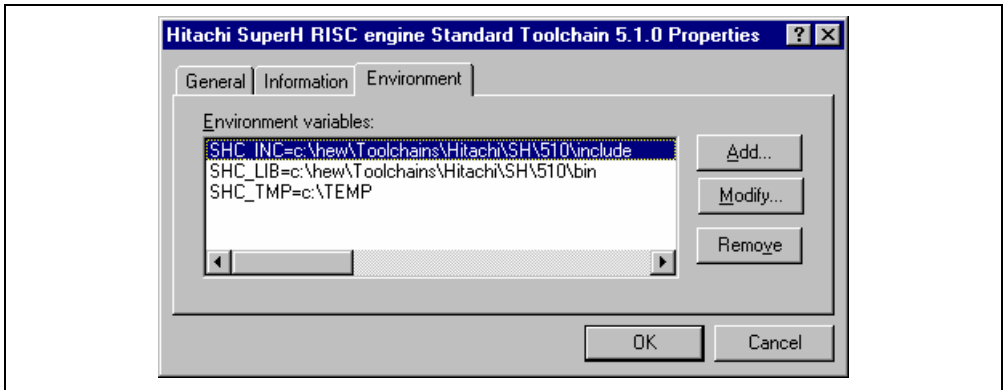 Hitachi SuperH RISC engine Standard Toolchain 5.1.0 Properties
General Information Environment
Environment variables:
SHC_INC=c:\hew\Toolchains\Hitachi\SH\510\include
SHC_LIB=c:\hew\Toolchains\Hitachi\SH\510\bin
SHC_TMP=c:\TEMP
Add...
Modify...
Remove
OK Cancel